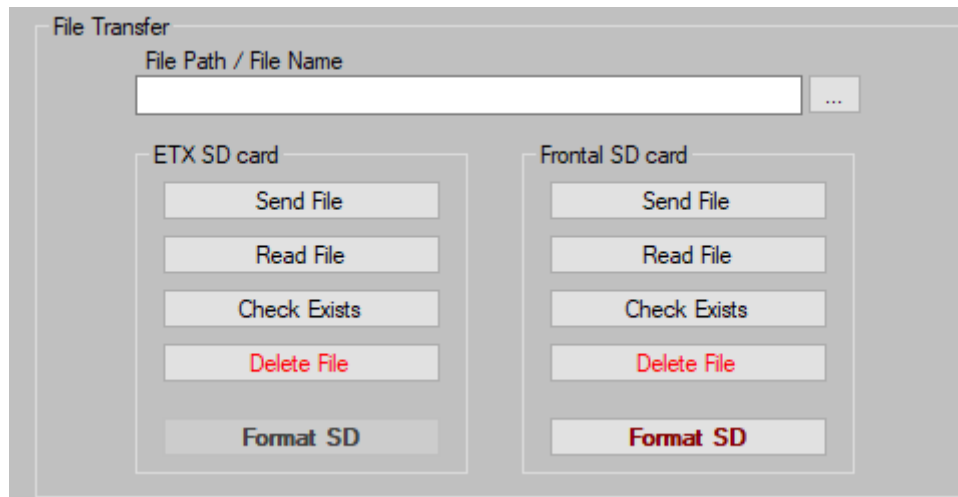 File Transfer
File Path / File Name
...
ETX SD card
Send File
Read File
Check Exists
Delete File
Format SD
Frontal SD card
Send File
Read File
Check Exists
Delete File
Format SD